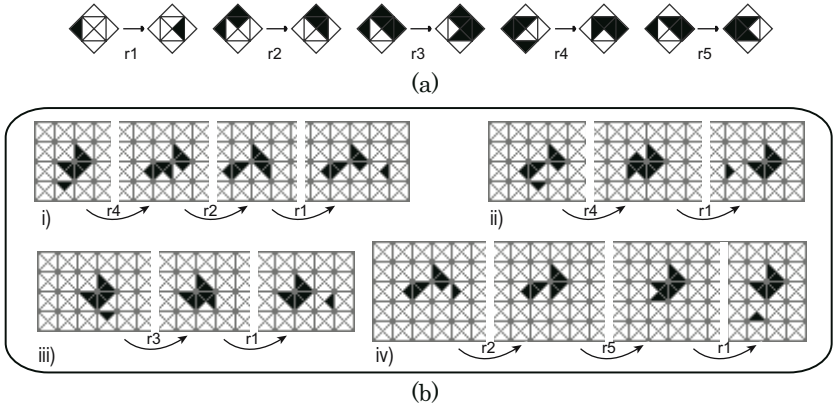 r1 r2 r3 r4 r5
(a)
i) r4 r2 r1
ii) r4 r1
iii) r3 r1
iv) r2 r5 r1
(b)